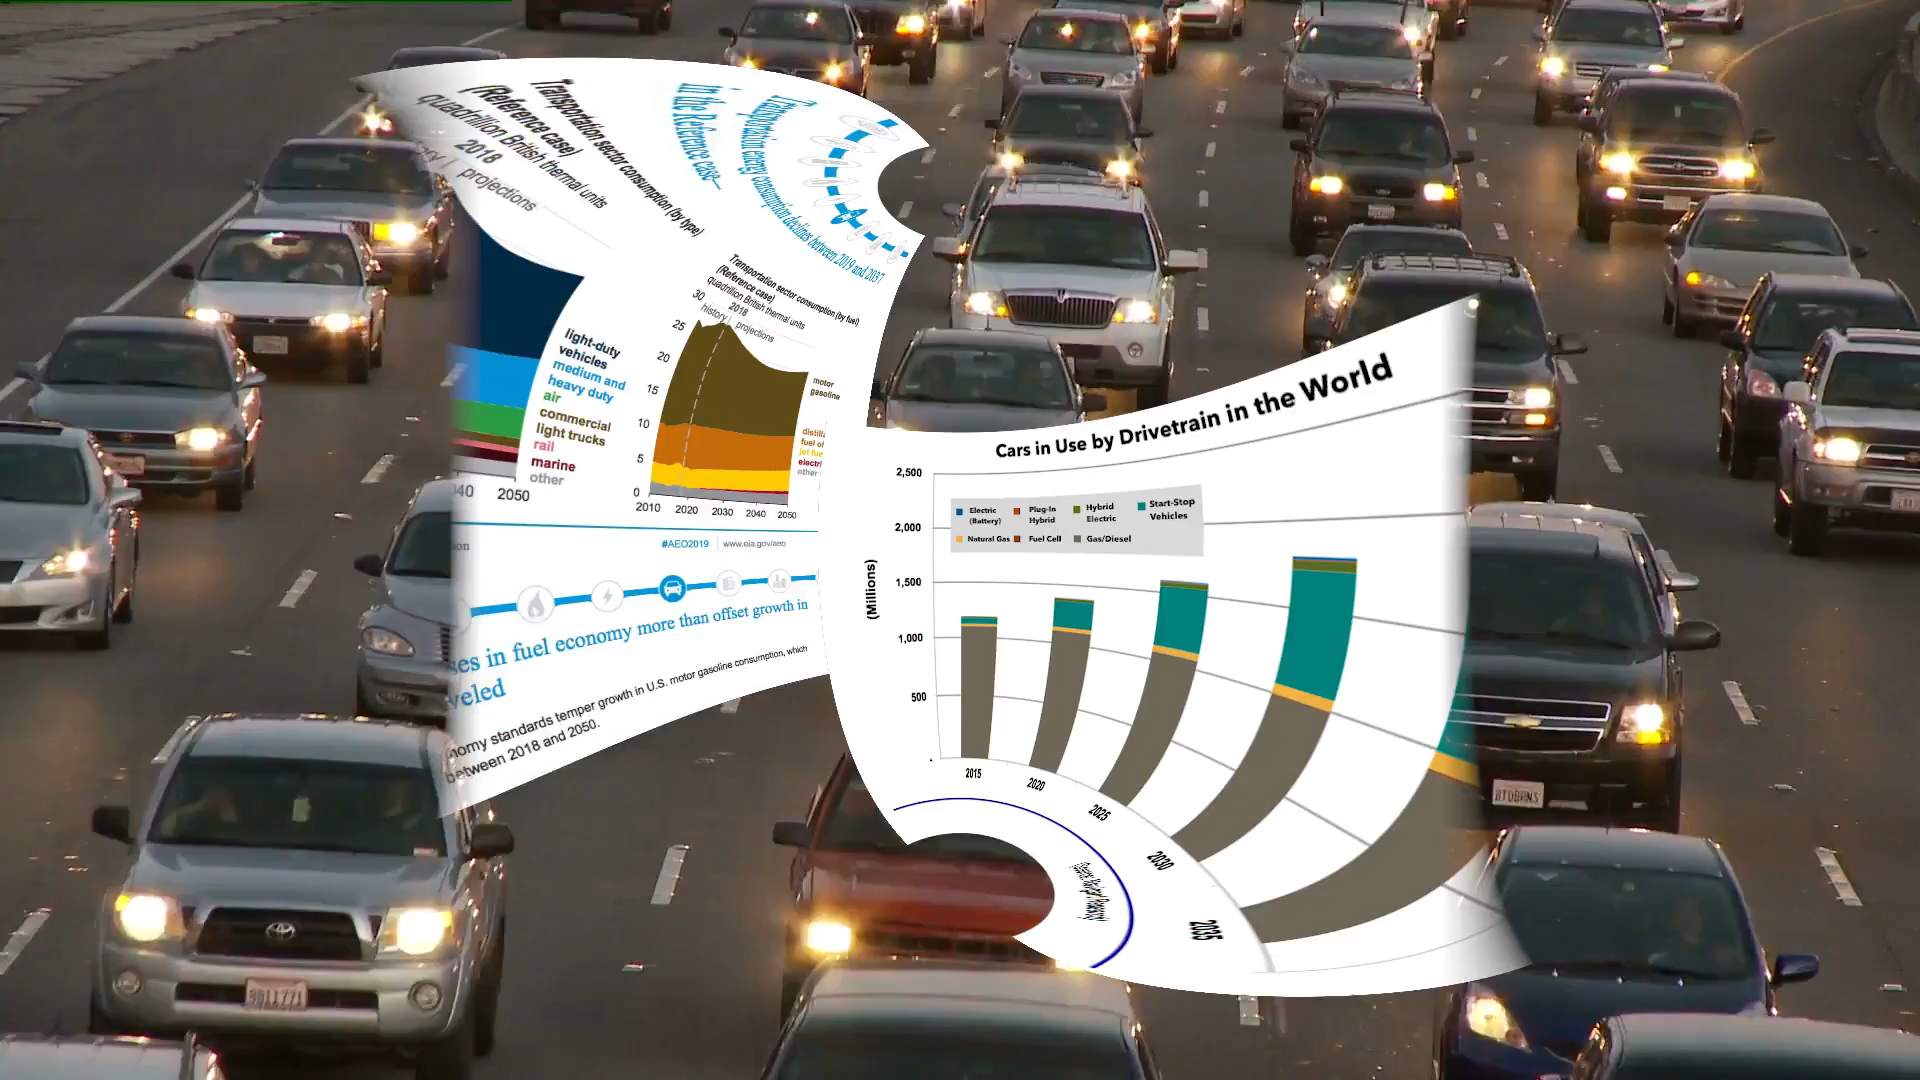 Transportation sector consumption (by type)
(Reference case)
quadrillion British thermal units
2018
projections
Transportation energy consumption declines between 2019 and 2037
in the Reference case—
Transportation sector consumption (by fuel)
(Reference case)
quadrillion British thermal units
2018
history
projections
30
25
20
15
10
5
0
2010
2020
2030
2040
2050
motor
gasoline
light-duty
vehicles
medium and
heavy duty
air
commercial
light trucks
rail
marine
other
2050
other
#AEO2019
www.eia.gov/aeo
in fuel economy more than offset growth in
standards temper growth in U.S. motor gasoline consumption, which
between 2018 and 2050.
Cars in Use by Drivetrain in the World
(Millions)
2,500
2,000
1,500
1,000
500
-
Electric
(Battery)
Plug-In
Hybrid
Hybrid
Electric
Start-Stop
Vehicles
Natural Gas
Fuel Cell
Gas/Diesel
2015
2020
2025
2030
2035